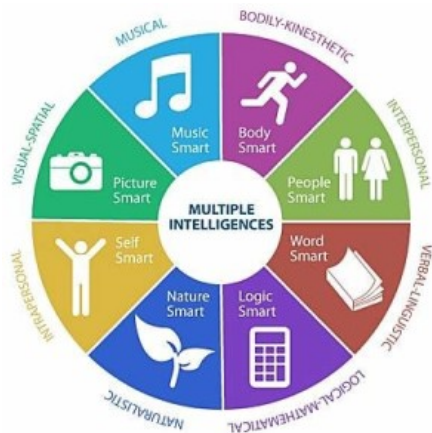 MUSICAL
BODILY-KINESTHETIC
INTERPERSONAL
VERBAL-LINGUISTIC
LOGICAL-MATHEMATICAL
NATURALISTIC
INTRAPERSONAL
VISUAL-SPATIAL
Music
Smart
Body
Smart
People
Smart
Word
Smart
Logic
Smart
Nature
Smart
Self
Smart
Picture
Smart
MULTIPLE
INTELLIGENCES